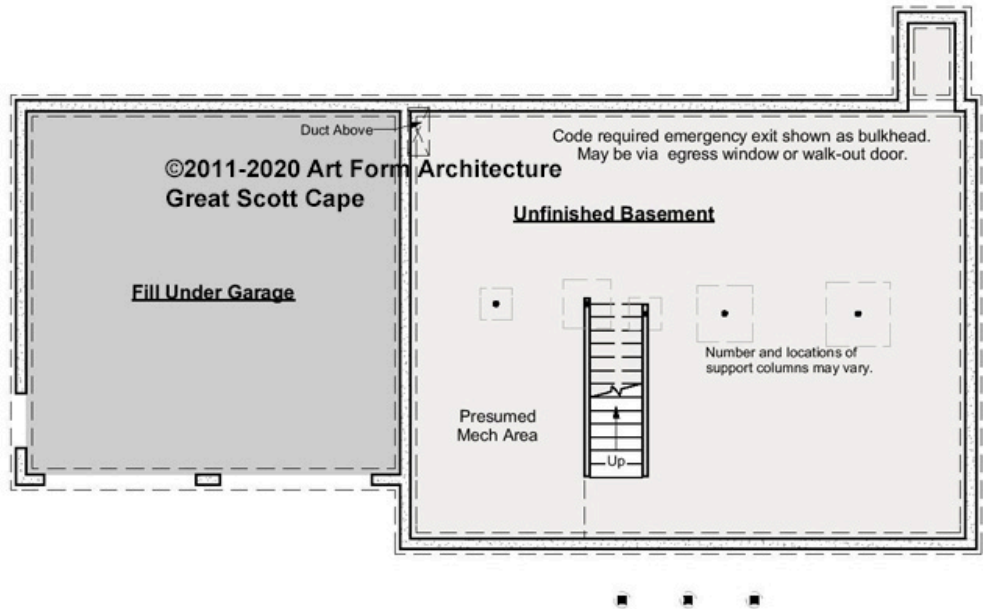 Duct Above
Code required emergency exit shown as bulkhead.
May be via egress window or walk-out door.
©2011-2020 Art Form Architecture
Great Scott Cape
Unfinished Basement
Fill Under Garage
Number and locations of
support columns may vary.
Presumed
Mech Area
Up